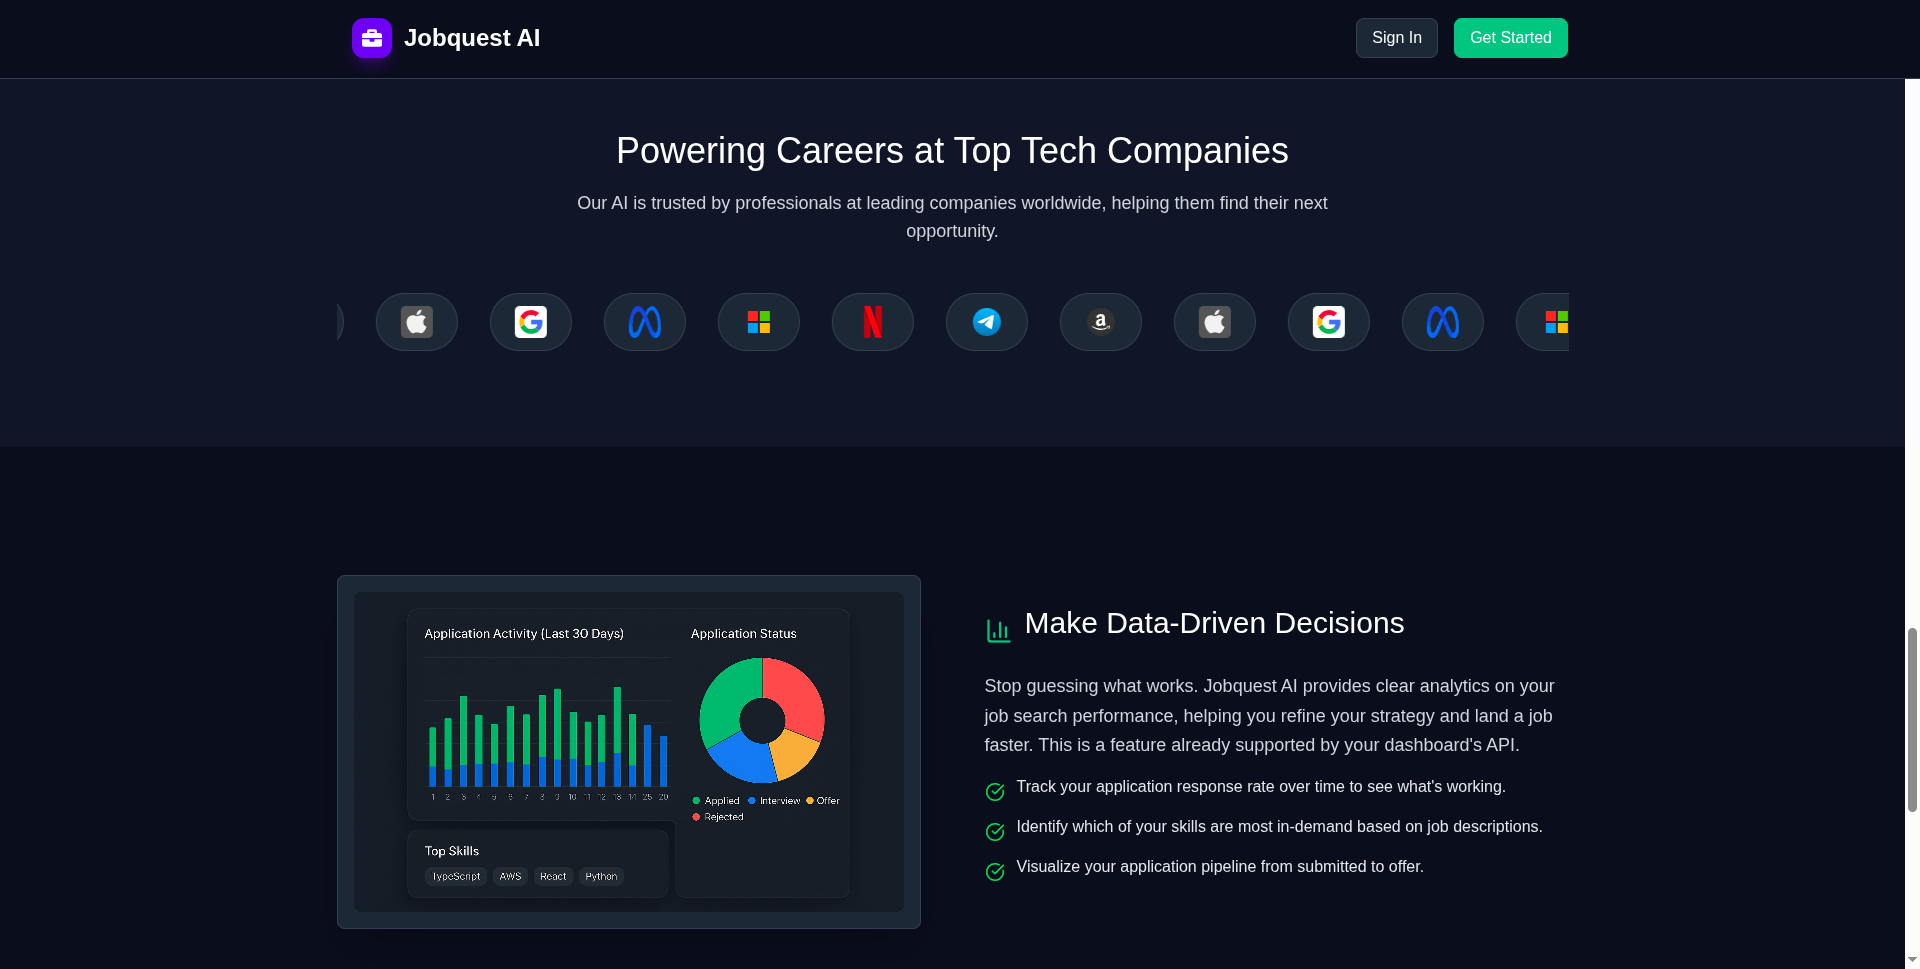 Jobquest AI
Sign In
Get Started
Powering Careers at Top Tech Companies
Our AI is trusted by professionals at leading companies worldwide, helping them find their next
opportunity.
Application Activity (Last 30 Days)
1 2 3 4 5 6 7 8 9 10 11 12 13 14 25 20
Application Status
Applied Interview Offer
Rejected
Top Skills
TypeScript AWS React Python
Make Data-Driven Decisions
Stop guessing what works. Jobquest AI provides clear analytics on your
job search performance, helping you refine your strategy and land a job
faster. This is a feature already supported by your dashboard's API.
Track your application response rate over time to see what's working.
Identify which of your skills are most in-demand based on job descriptions.
Visualize your application pipeline from submitted to offer.